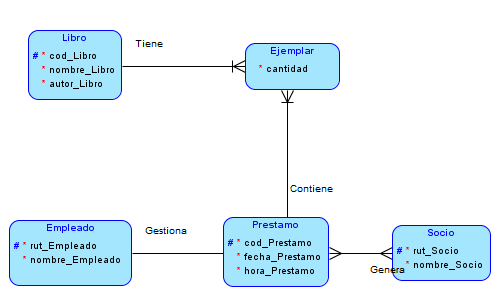 Libro
# * cod_Libro
* nombre_Libro
* autor_Libro
Tiene
Ejemplar
* cantidad
Contiene
Empleado
# * rut_Empleado
* nombre_Empleado
Gestiona
Prestamo
# * cod_Prestamo
* fecha_Prestamo
* hora_Prestamo
Genera
Socio
# * rut_Socio
* nombre_Socio